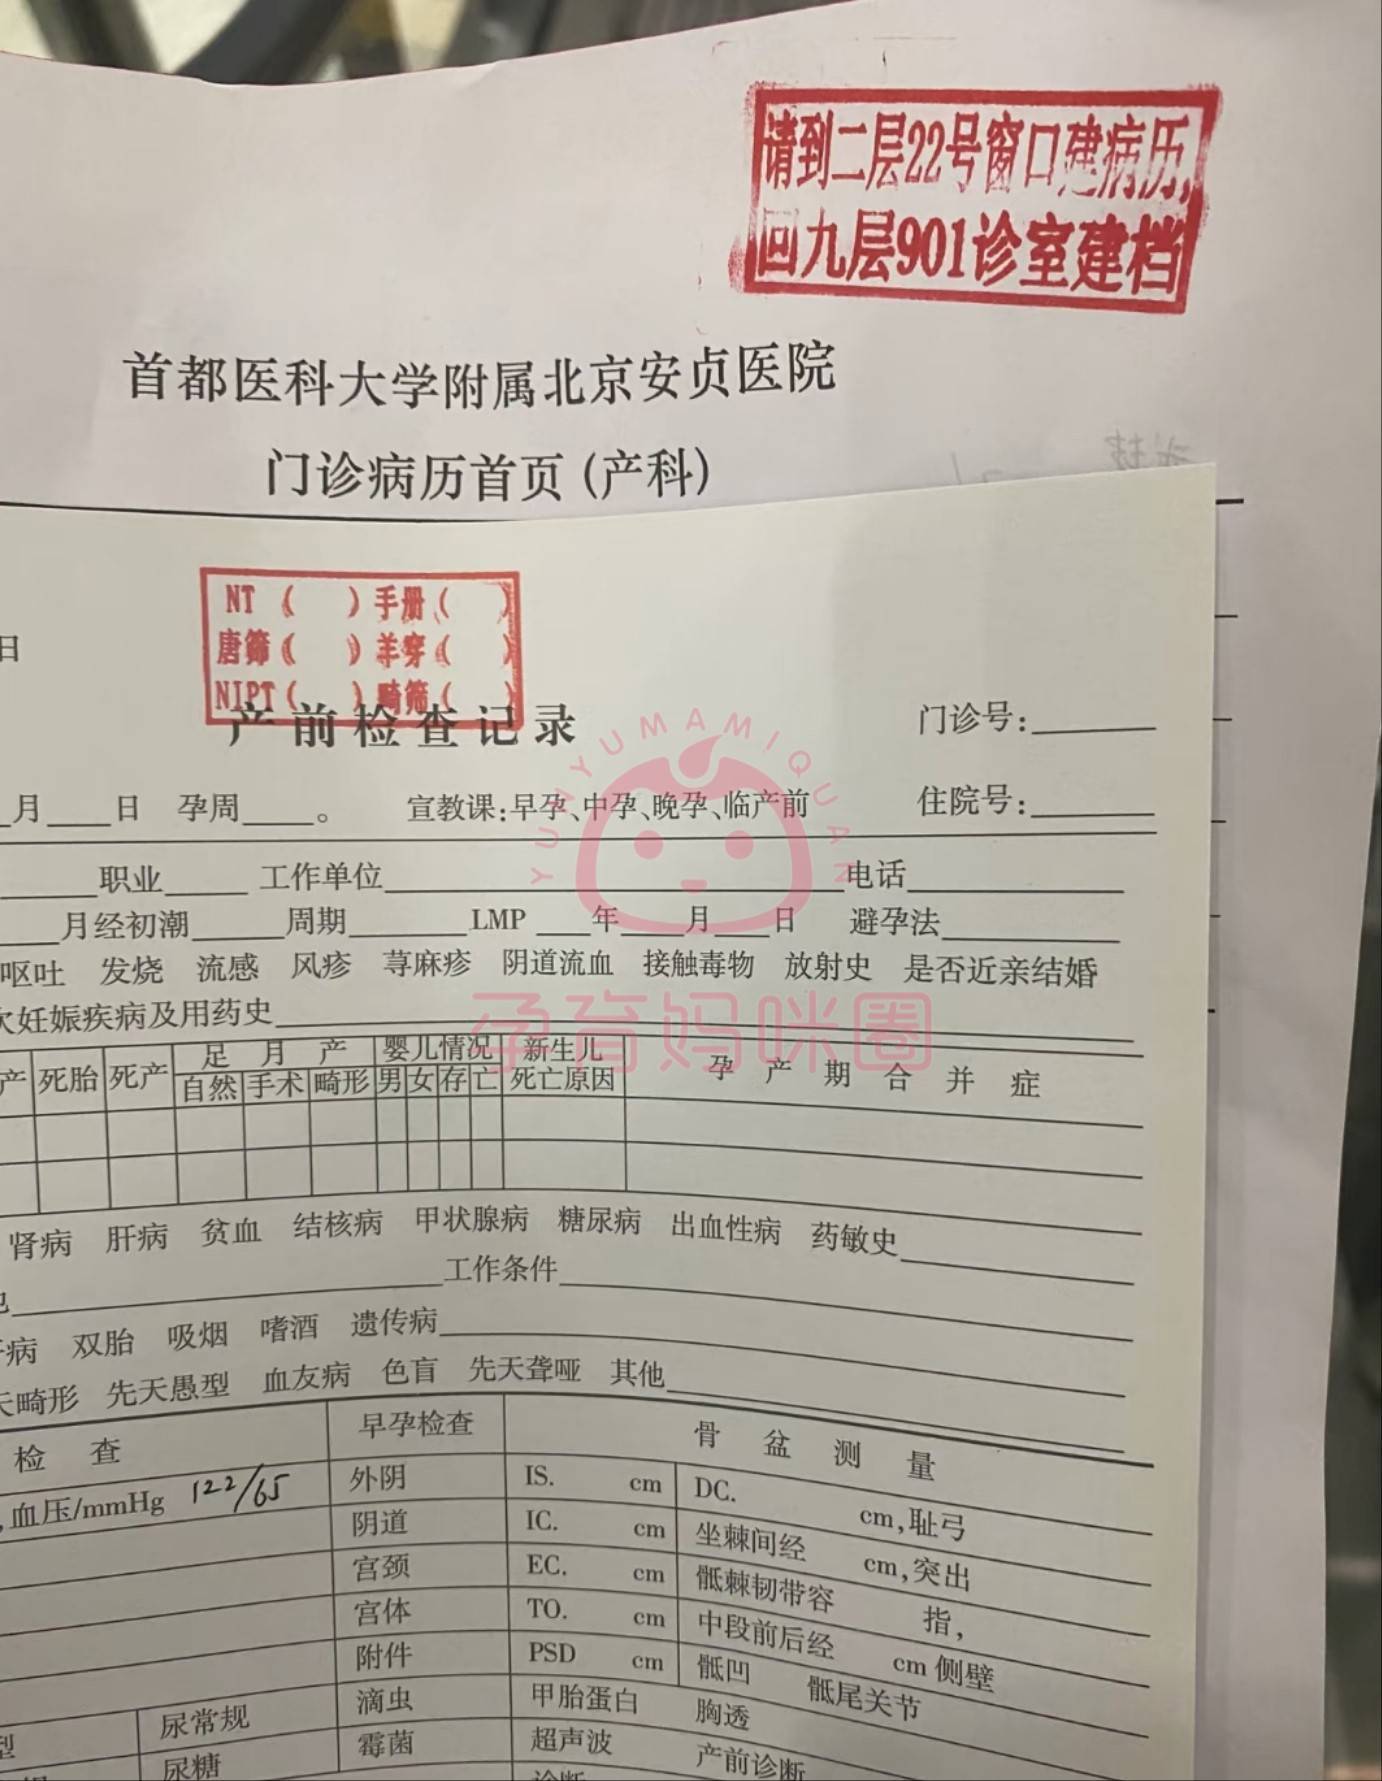 请到二层22号窗口建病历,
回九层901诊室建档
首都医科大学附属北京安贞医院
门诊病历首页(产科)
NT ( ) 手册( )
唐筛( ) 羊穿( )
NIPT( ) 畸筛( )
日
产前检查记录
门诊号:
月 日 孕周 。 宣教课:早孕、中孕、晚孕、临产前 住院号:
YUNYUMAMIQUAN
职业 工作单位 电话
月经初潮 周期 LMP 年 月 日 避孕法
呕吐 发烧 流感 风疹 荨麻疹 阴道流血 接触毒物 放射史 是否近亲结婚
孕育妈咪圈
次妊娠疾病及用药史
产 死胎 死产 足月产 婴儿情况 新生儿 孕产期合并症
自然 手术 畸形 男 女 存 亡 死亡原因
肾病 肝病 贫血 结核病 甲状腺病 糖尿病 出血性病 药敏史
工作条件
病 双胎 吸烟 嗜酒 遗传病
天畸形 先天愚型 血友病 色盲 先天聋哑 其他
检查 早孕检查 骨盆测量
,血压/mmHg 122/65 外阴 IS. cm DC. cm,耻弓
阴道 IC. cm 坐棘间经 cm,突出
宫颈 EC. cm 骶棘韧带容 指,
宫体 TO. cm 中段前后经 cm 侧壁
附件 PSD cm 骶凹 骶尾关节
型 尿常规 滴虫 甲胎蛋白 胸透
尿糖 霉菌 超声波 产前诊断
诊断